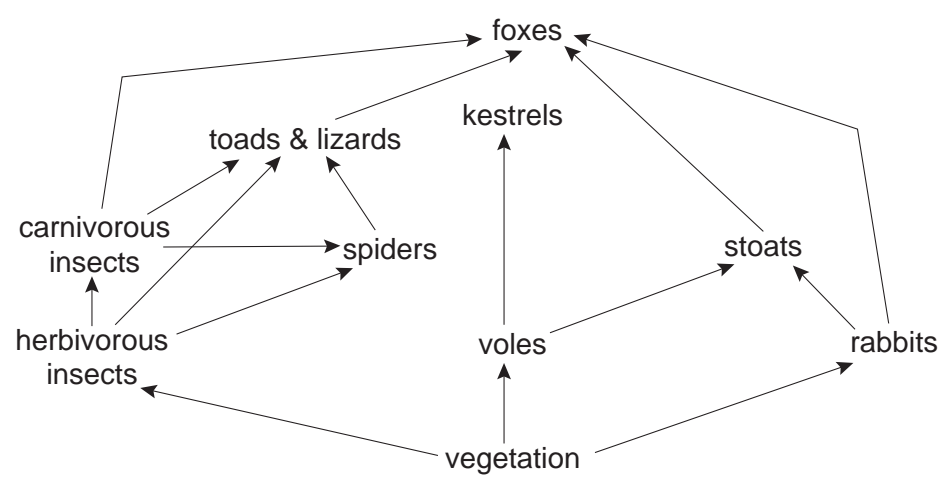 foxes
kestrels
toads & lizards
carnivorous
insects
spiders
stoats
herbivorous
insects
voles
rabbits
vegetation